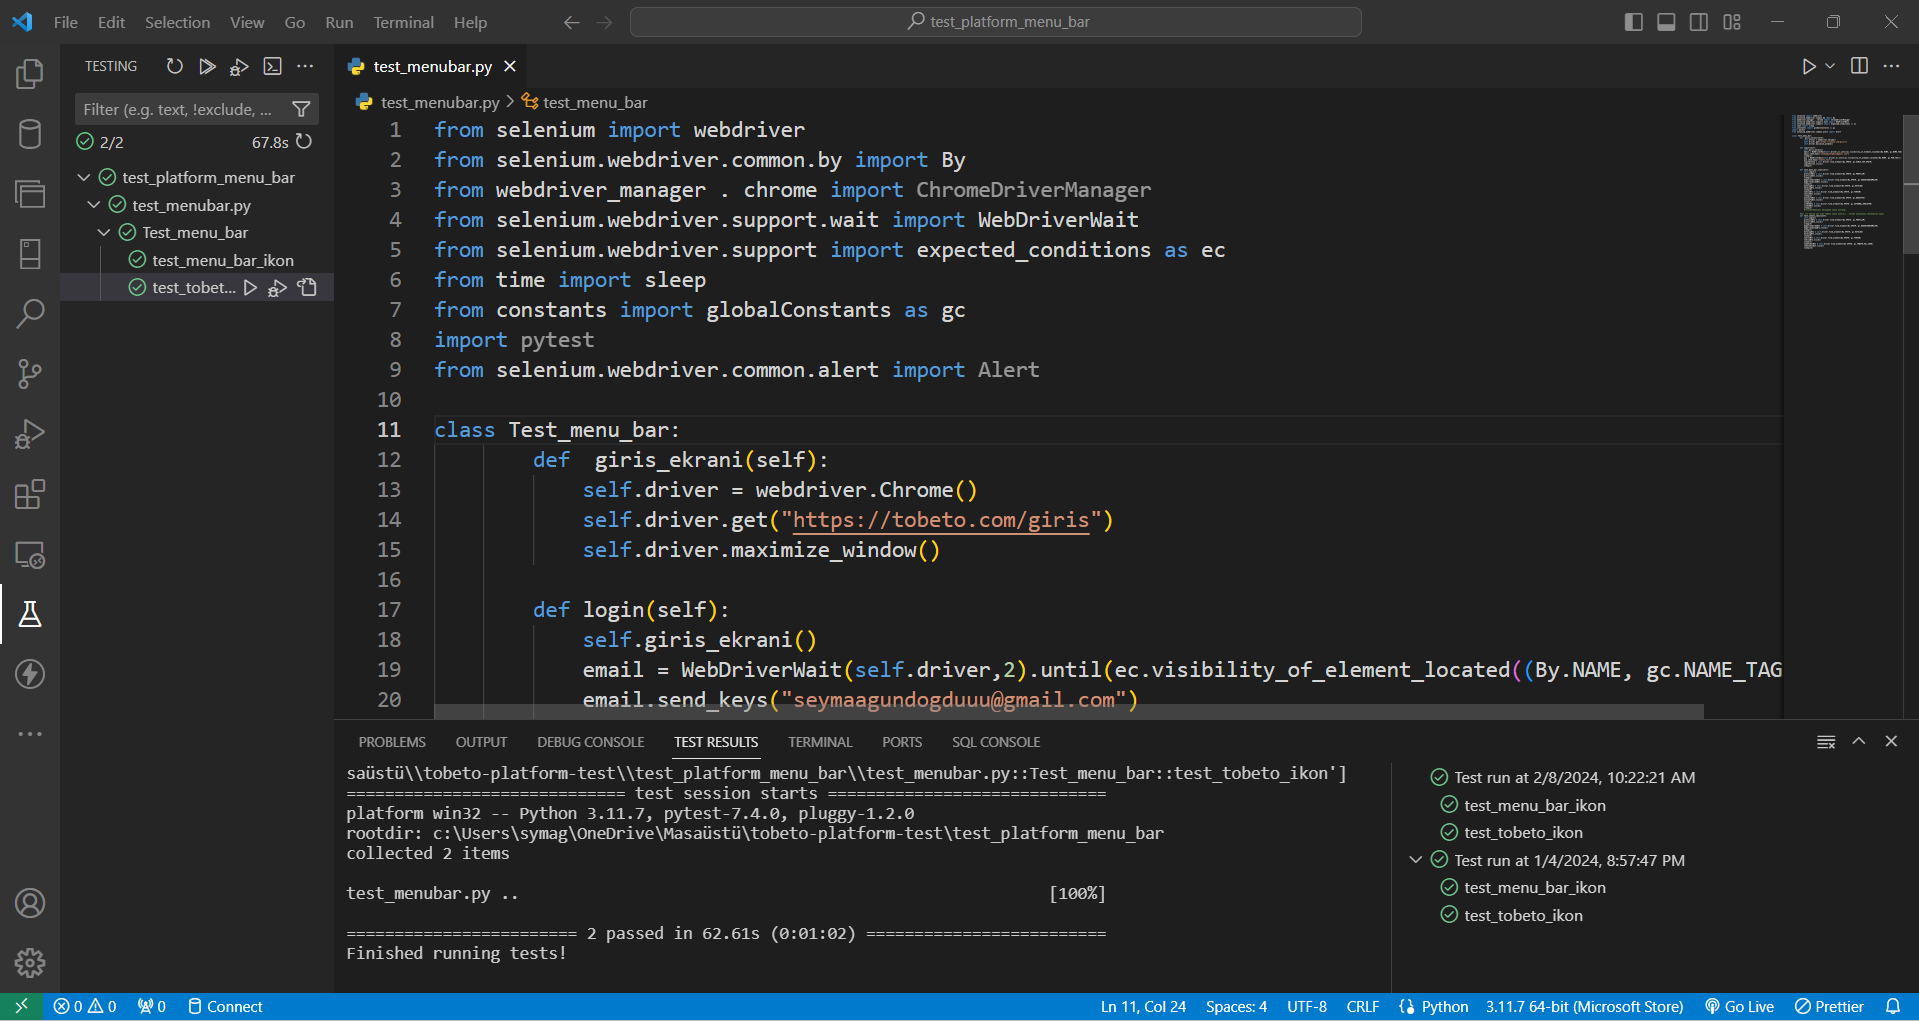 File Edit Selection View Go Run Terminal Help
test_platform_menu_bar
TESTING
Filter (e.g. text, !exclude, ...
2/2 67.8s
test_platform_menu_bar
test_menubar.py
Test_menu_bar
test_menu_bar_ikon
test_tobet...
test_menubar.py
test_menubar.py > test_menu_bar
1 from selenium import webdriver
2 from selenium.webdriver.common.by import By
3 from webdriver_manager . chrome import ChromeDriverManager
4 from selenium.webdriver.support.wait import WebDriverWait
5 from selenium.webdriver.support import expected_conditions as ec
6 from time import sleep
7 from constants import globalConstants as gc
8 import pytest
9 from selenium.webdriver.common.alert import Alert
10
11 class Test_menu_bar:
12 def  giris_ekrani(self):
13 self.driver = webdriver.Chrome()
14 self.driver.get("https://tobeto.com/giris")
15 self.driver.maximize_window()
16
17 def login(self):
18 self.giris_ekrani()
19 email = WebDriverWait(self.driver,2).until(ec.visibility_of_element_located((By.NAME, gc.NAME_TAG
20 email.send_keys("seymaagundogduuu@gmail.com")
PROBLEMS OUTPUT DEBUG CONSOLE TEST RESULTS TERMINAL PORTS SQL CONSOLE
saüstü\\tobeto-platform-test\\test_platform_menu_bar\\test_menubar.py::Test_menu_bar::test_tobeto_ikon']
============================= test session starts =============================
platform win32 -- Python 3.11.7, pytest-7.4.0, pluggy-1.2.0
rootdir: c:\Users\symag\OneDrive\Masaüstü\tobeto-platform-test\test_platform_menu_bar
collected 2 items
test_menubar.py .. [100%]
======================== 2 passed in 62.61s (0:01:02) =========================
Finished running tests!
Test run at 2/8/2024, 10:22:21 AM
test_menu_bar_ikon
test_tobeto_ikon
Test run at 1/4/2024, 8:57:47 PM
test_menu_bar_ikon
test_tobeto_ikon
0 0 0 Connect Ln 11, Col 24 Spaces: 4 UTF-8 CRLF Python 3.11.7 64-bit (Microsoft Store) Go Live Prettier